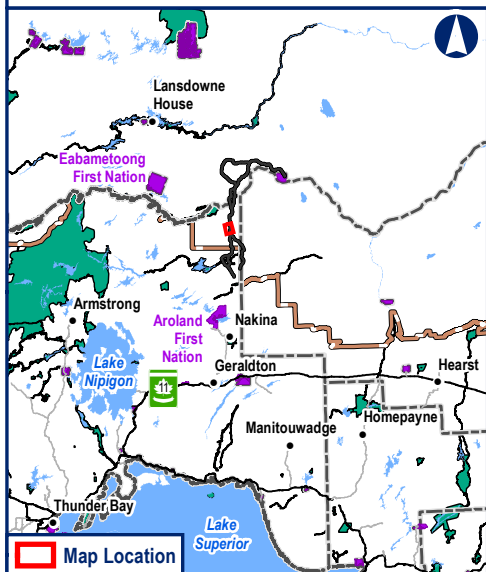 Lansdowne
House
Eabametoong
First Nation
Armstrong
Aroland
First
Nation
Nakina
Lake
Nipigon
Geraldton
11
Hearst
Manitouwadge
Homepayne
Thunder Bay
Lake
Superior
Map Location